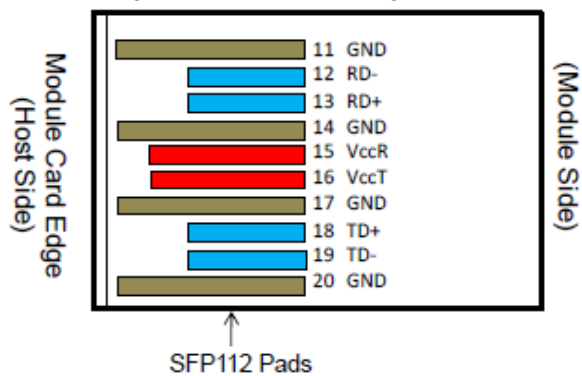 Module Card Edge
(Host Side)
11 GND
12 RD-
13 RD+
14 GND
15 VccR
16 VccT
17 GND
18 TD+
19 TD-
20 GND
(Module Side)
SFP112 Pads